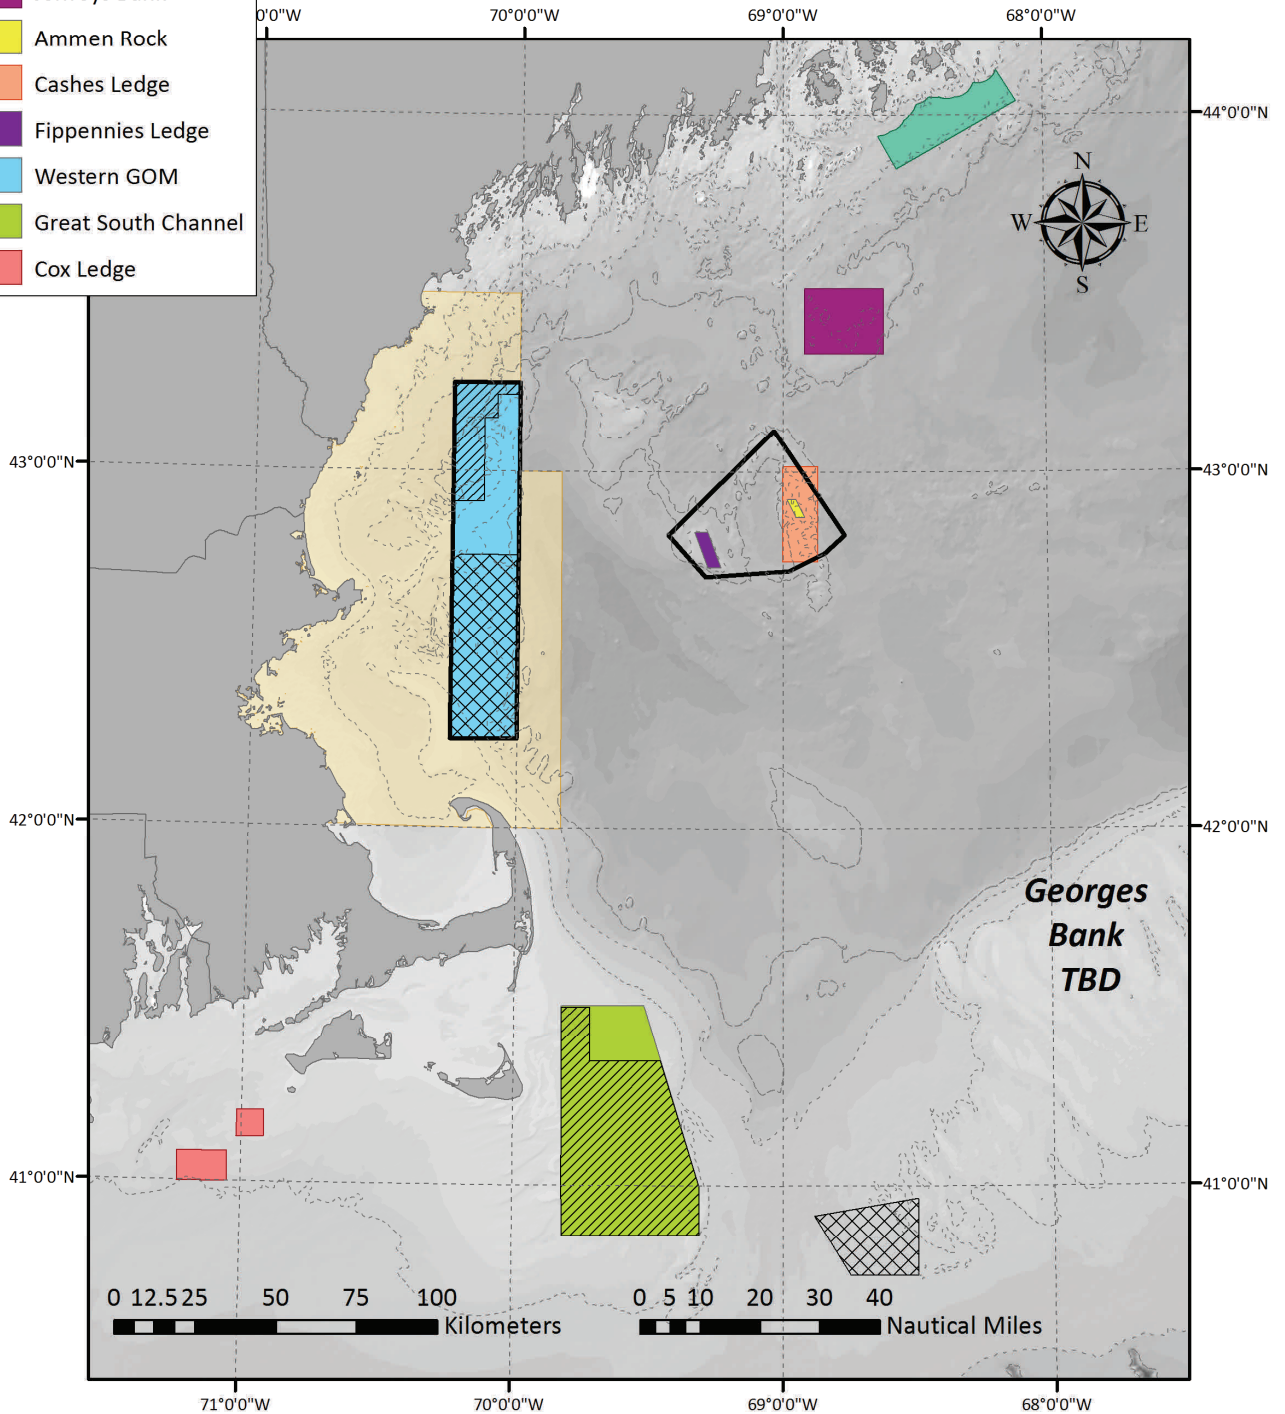 0'0"W 70°0'0"W 69°0'0"W 68°0'0"W
Ammen Rock
Cashes Ledge
Fippennies Ledge
Western GOM
Great South Channel
Cox Ledge
44°0'0"N
N
W E
S
43°0'0"N 43°0'0"N
42°0'0"N 42°0'0"N
Georges
Bank
TBD
41°0'0"N 41°0'0"N
0 12.5 25 50 75 100
Kilometers
0 5 10 20 30 40
Nautical Miles
71°0'0"W 70°0'0"W 69°0'0"W 68°0'0"W